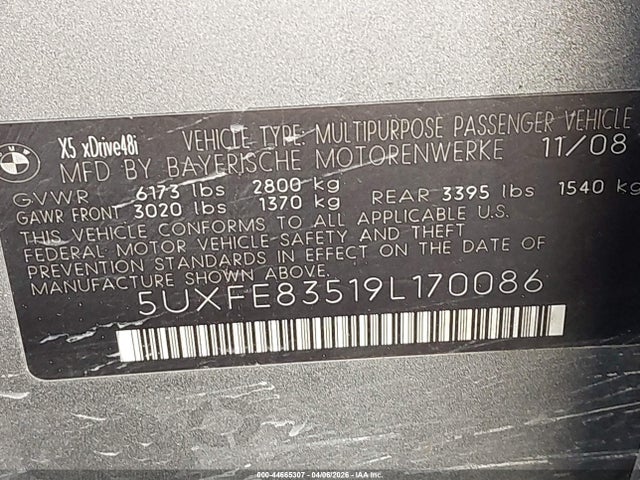 BMW
X5 xDrive48i
VEHICLE TYPE: MULTIPURPOSE PASSENGER VEHICLE
MFD BY BAYERISCHE MOTORENWERKE 11/08
GVWR 6173 lbs 2800 kg
GAWR FRONT 3020 lbs 1370 kg REAR 3395 lbs 1540 kg
THIS VEHICLE CONFORMS TO ALL APPLICABLE U.S.
FEDERAL MOTOR VEHICLE SAFETY AND THEFT
PREVENTION STANDARDS IN EFFECT ON THE DATE OF
MANUFACTURE SHOWN ABOVE.
5UXFE83519L170086
000-44665307 - 04/06/2026 - IAAI.COM